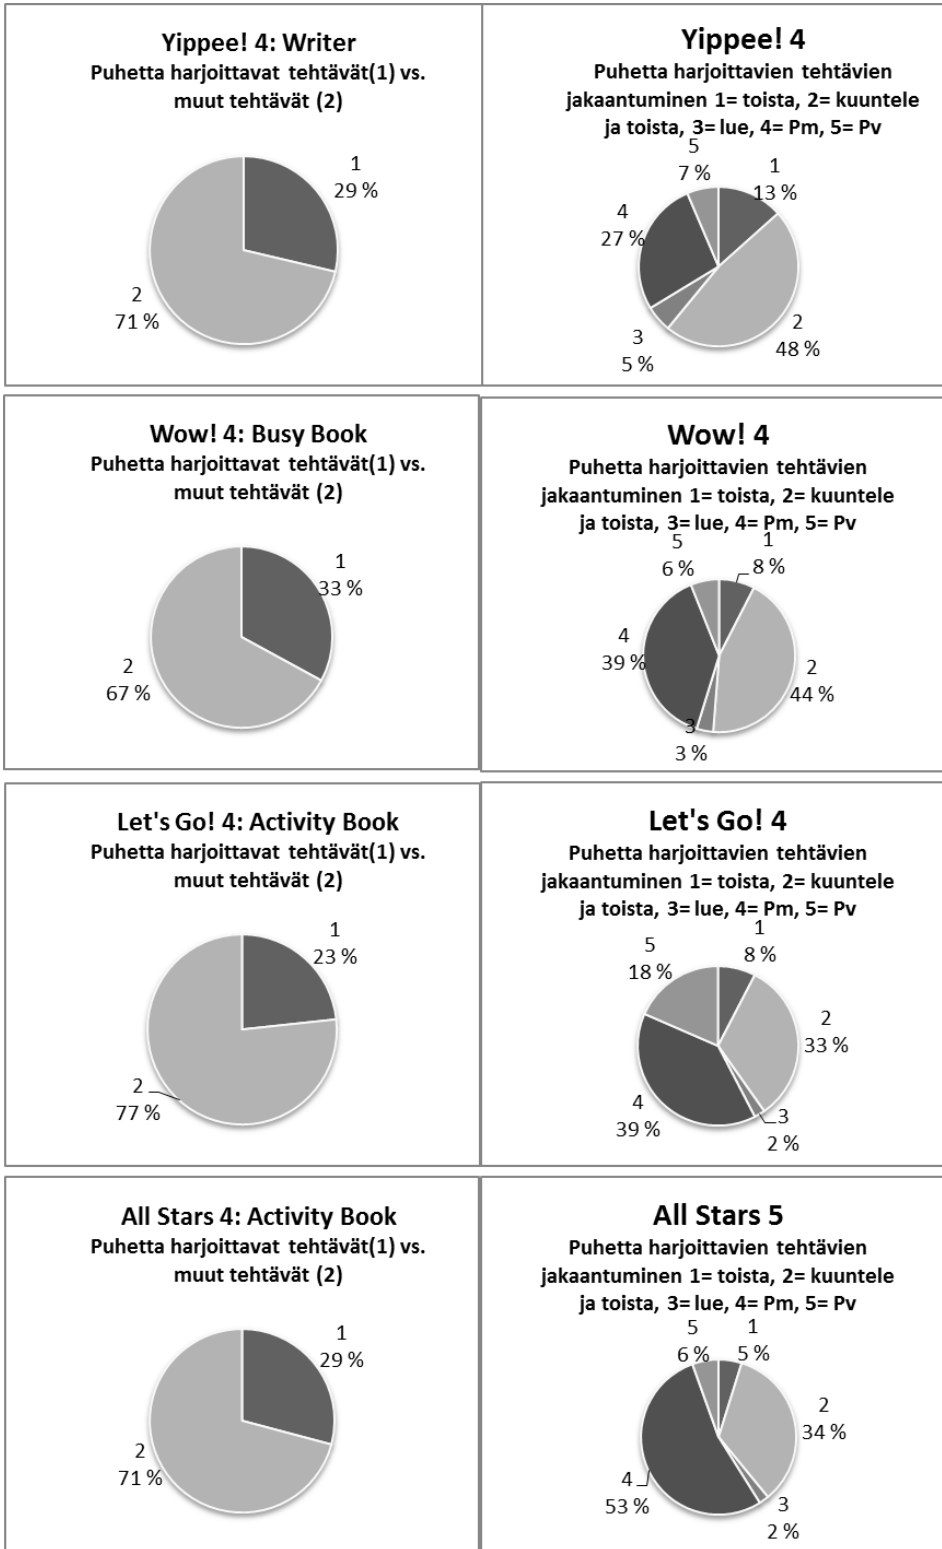 Yippee! 4: Writer
Puhetta harjoittavat tehtävät(1) vs.
muut tehtävät (2)
1
29 %
2
71 %
Yippee! 4
Puhetta harjoittavien tehtävien
jakaantuminen 1= toista, 2= kuuntele
ja toista, 3= lue, 4= Pm, 5= Pv
5
7 %
1
13 %
4
27 %
2
48 %
3
5 %
Wow! 4: Busy Book
Puhetta harjoittavat tehtävät(1) vs.
muut tehtävät (2)
1
33 %
2
67 %
Wow! 4
Puhetta harjoittavien tehtävien
jakaantuminen 1= toista, 2= kuuntele
ja toista, 3= lue, 4= Pm, 5= Pv
5
6 %
1
8 %
4
39 %
2
44 %
3
3 %
Let's Go! 4: Activity Book
Puhetta harjoittavat tehtävät(1) vs.
muut tehtävät (2)
1
23 %
2
77 %
Let's Go! 4
Puhetta harjoittavien tehtävien
jakaantuminen 1= toista, 2= kuuntele
ja toista, 3= lue, 4= Pm, 5= Pv
5
18 %
1
8 %
2
33 %
4
39 %
3
2 %
All Stars 4: Activity Book
Puhetta harjoittavat tehtävät(1) vs.
muut tehtävät (2)
1
29 %
2
71 %
All Stars 5
Puhetta harjoittavien tehtävien
jakaantuminen 1= toista, 2= kuuntele
ja toista, 3= lue, 4= Pm, 5= Pv
5
6 %
1
5 %
2
34 %
4
53 %
3
2 %